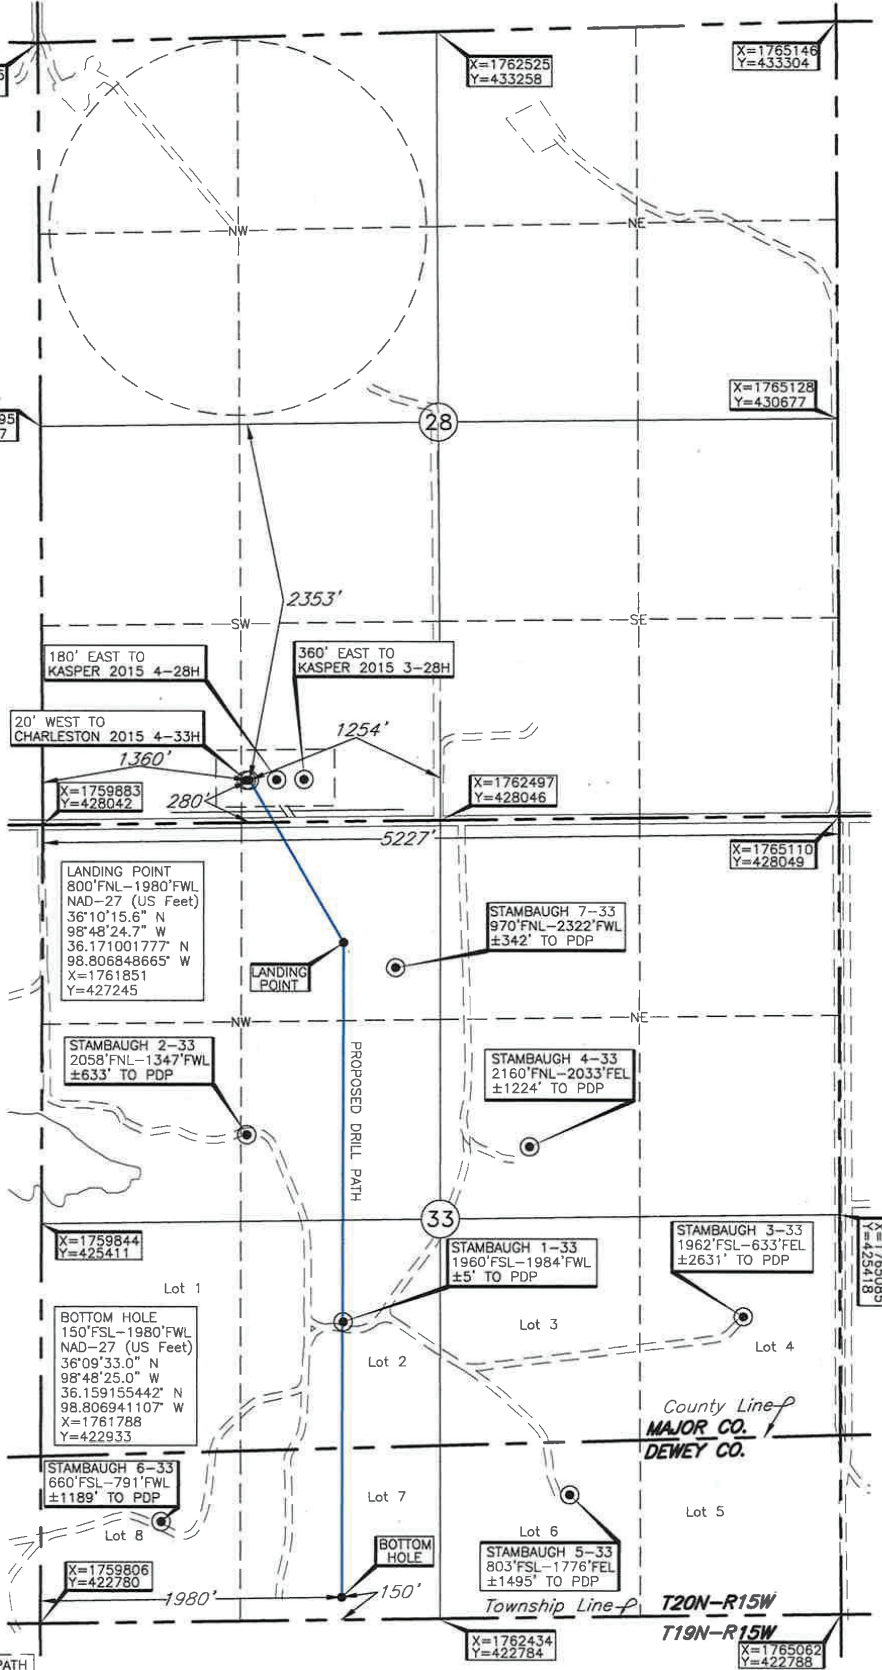 X=1762525
Y=433258
X=1765146
Y=433304
NW
NE
X=1765128
Y=430677
95
7
28
2353'
SW
SE
180' EAST TO
KASPER 2015 4-28H
360' EAST TO
KASPER 2015 3-28H
20' WEST TO
CHARLESTON 2015 4-33H
1254'
1360'
X=1759883
Y=428042
280'
X=1762497
Y=428046
5227'
X=1765110
Y=428049
LANDING POINT
800'FNL-1980'FWL
NAD-27 (US Feet)
36°10'15.6" N
98°48'24.7" W
36.171001777° N
98.806848665° W
X=1761851
Y=427245
STAMBAUGH 7-33
970'FNL-2322'FWL
±342' TO PDP
LANDING
POINT
NW
NE
STAMBAUGH 2-33
2058'FNL-1347'FWL
±633' TO PDP
PROPOSED DRILL PATH
STAMBAUGH 4-33
2160'FNL-2033'FEL
±1224' TO PDP
33
X=1759844
Y=425411
STAMBAUGH 1-33
1960'FSL-1984'FWL
±5' TO PDP
STAMBAUGH 3-33
1962'FSL-633'FEL
±2631' TO PDP
X=1765085
Y=425418
Lot 1
BOTTOM HOLE
150'FSL-1980'FWL
NAD-27 (US Feet)
36°09'33.0" N
98°48'25.0" W
36.159155442° N
98.806941107° W
X=1761788
Y=422933
Lot 3
Lot 2
Lot 4
County Line
MAJOR CO.
DEWEY CO.
STAMBAUGH 6-33
660'FSL-791'FWL
±1189' TO PDP
Lot 7
Lot 5
Lot 8
Lot 6
BOTTOM
HOLE
STAMBAUGH 5-33
803'FSL-1776'FEL
±1495' TO PDP
X=1759806
Y=422780
1980'
150'
Township Line
T20N-R15W
T19N-R15W
X=1762434
Y=422784
X=1765062
Y=422788
PATH